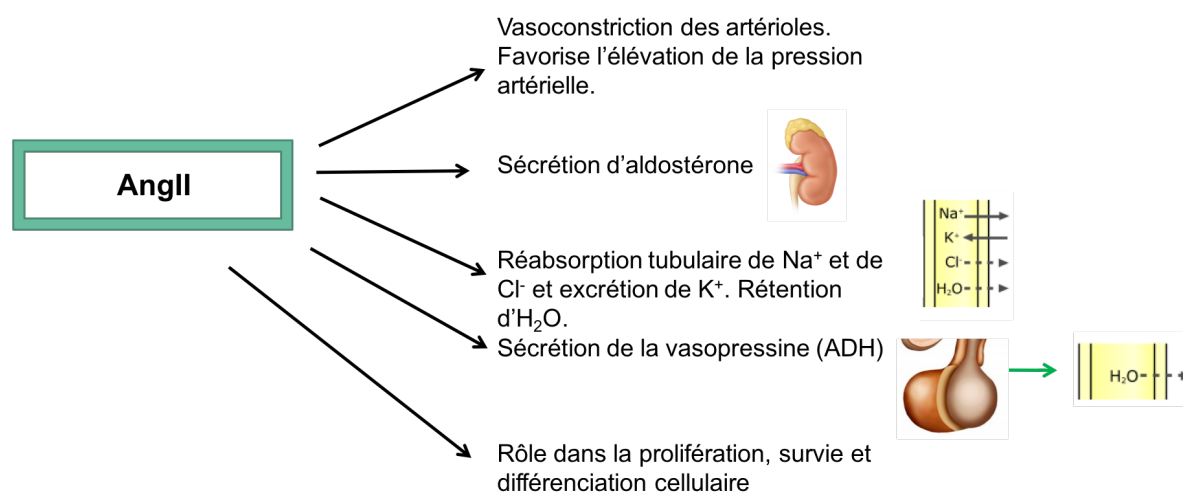 Vasoconstriction des artérioles.
Favorise l’élévation de la pression
artérielle.
AngII
Sécrétion d’aldostérone
Na⁺
K⁺
Cl⁻
H₂O
Réabsorption tubulaire de Na⁺ et de
Cl⁻ et excrétion de K⁺. Rétention
d’H₂O.
Sécrétion de la vasopressine (ADH)
H₂O
Rôle dans la prolifération, survie et
différenciation cellulaire